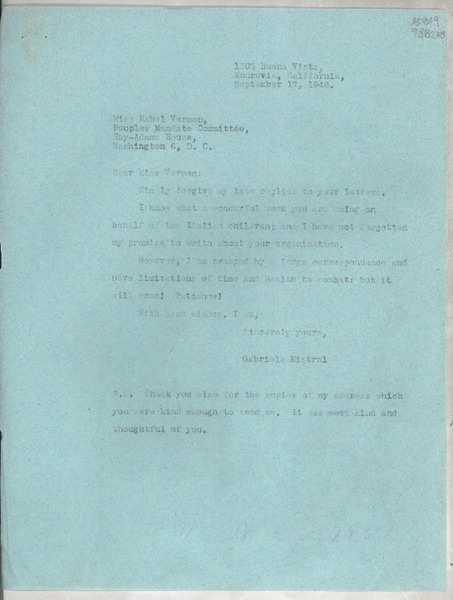 1305 Buena Vista,
Monrovia, California,
September 17, 1946.
Miss Mabel Vernon,
Peoples Mandate Committee,
Hay-Adams House,
Washington 6, D. C.
Dear Miss Vernon:
Kindly forgive my late replies to your letters.
I know what a wonderful work you are doing on
behalf of the Italian children; and I have not forgotten
my promise to write about your organization.
However, I am swamped by a large correspondence and
have limitations of time and health to combat; but it
will come! Patience!
With best wishes, I am,
Sincerely yours,
Gabriela Mistral
P.S. Thank you also for the copies of my address which
you were kind enough to send me. It was most kind and
thoughtful of you.